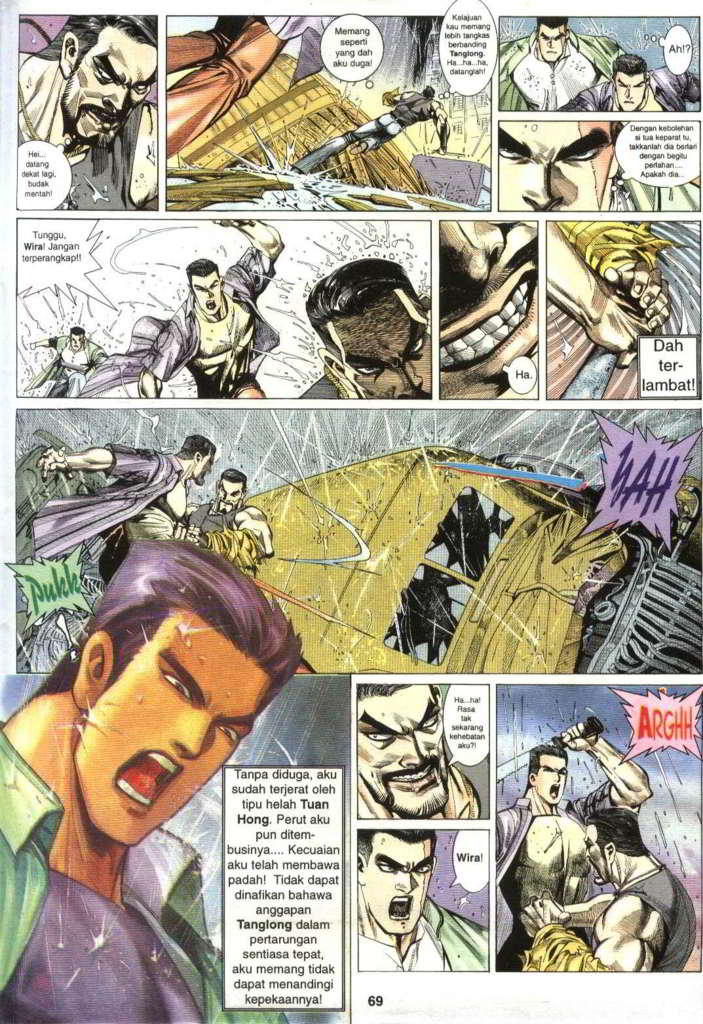 Hei...
datang
dekat lagi,
budak
mentah!
Memang
seperti
yang dah
aku duga!
Kelajuan
kau memang
lebih tangkas
berbanding
Tanglong.
Ha...ha...ha,
datanglah!
Ah!?
Dengan kebolehan
si tua keparat tu,
takkanlah dia berlari
dengan begitu
perlahan....
Apakah dia...
Tunggu,
Wira! Jangan
terperangkap!!
Ha.
Dah
ter-
lambat!
YAH
Pukk
Tanpa diduga, aku
sudah terjerat oleh
tipu helah Tuan
Hong. Perut aku
pun ditem-
businya.... Kecuaian
aku telah membawa
padah! Tidak dapat
dinafikan bahawa
anggapan
Tanglong dalam
pertarungan
sentiasa tepat,
aku memang tidak
dapat menandingi
kepekaannya!
Ha...ha!
Rasa
tak
sekarang
kehebatan
aku?!
Wira!
ARGHH
69